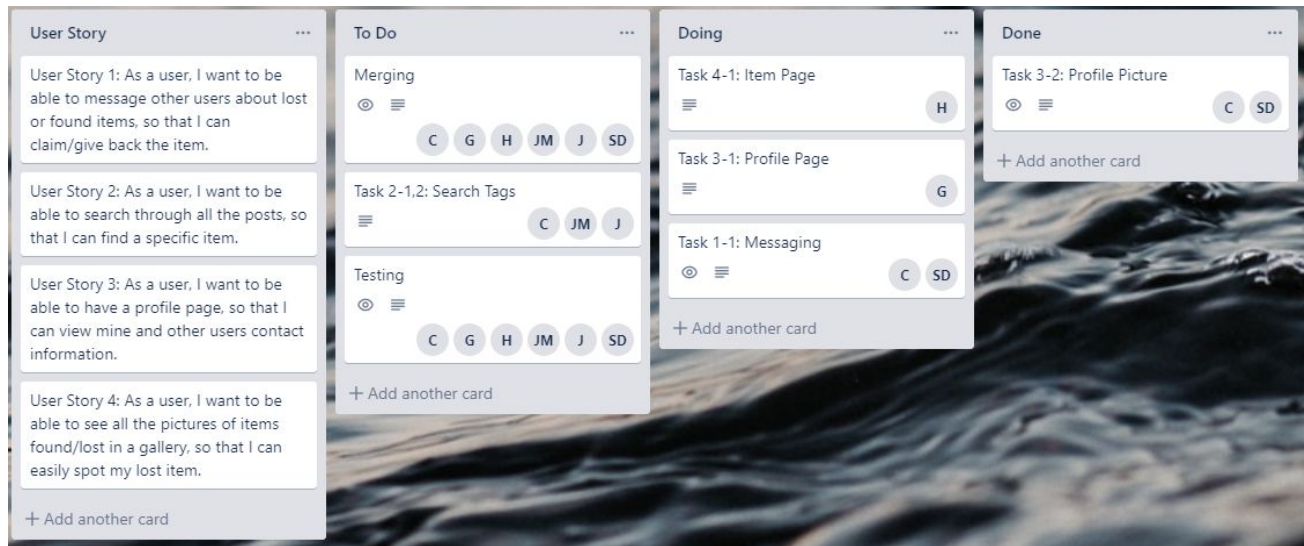 User Story
User Story 1: As a user, I want to be
able to message other users about lost
or found items, so that I can
claim/give back the item.
User Story 2: As a user, I want to be
able to search through all the posts, so
that I can find a specific item.
User Story 3: As a user, I want to be
able to have a profile page, so that I
can view mine and other users contact
information.
User Story 4: As a user, I want to be
able to see all the pictures of items
found/lost in a gallery, so that I can
easily spot my lost item.
+ Add another card
To Do
Merging
C G H JM J SD
Task 2-1,2: Search Tags
C JM J
Testing
C G H JM J SD
+ Add another card
Doing
Task 4-1: Item Page
H
Task 3-1: Profile Page
G
Task 1-1: Messaging
C SD
+ Add another card
Done
Task 3-2: Profile Picture
C SD
+ Add another card